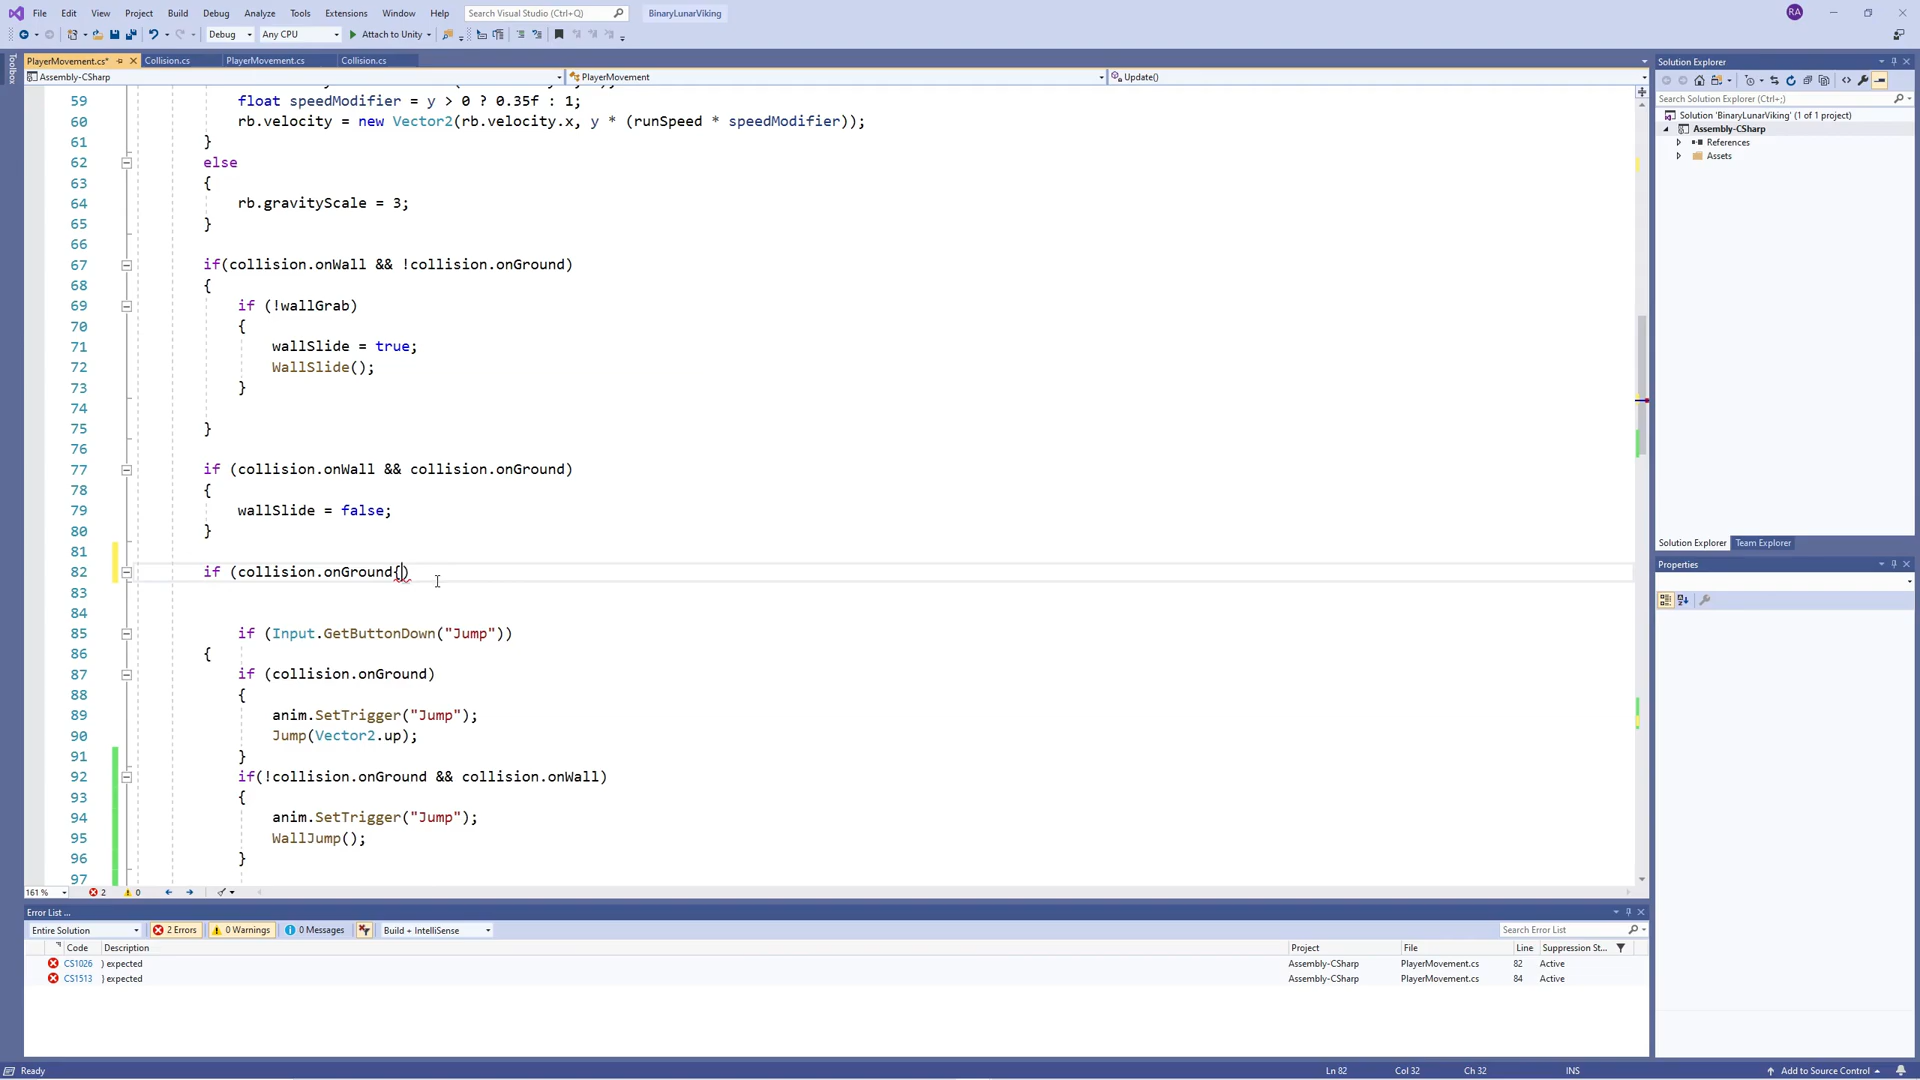 File Edit View Project Build Debug Analyze Tools Extensions Window Help Search Visual Studio (Ctrl+Q) BinaryLunarViking RA
Debug Any CPU Attach to Unity
Toolbox
PlayerMovement.cs* Collision.cs PlayerMovement.cs Collision.cs
Assembly-CSharp PlayerMovement Update()
59 float speedModifier = y > 0 ? 0.35f : 1;
60 rb.velocity = new Vector2(rb.velocity.x, y * (runSpeed * speedModifier));
61 }
62 else
63 {
64 rb.gravityScale = 3;
65 }
66
67 if(collision.onWall && !collision.onGround)
68 {
69 if (!wallGrab)
70 {
71 wallSlide = true;
72 WallSlide();
73 }
74
75 }
76
77 if (collision.onWall && collision.onGround)
78 {
79 wallSlide = false;
80 }
81
82 if (collision.onGround{)
83
84
85 if (Input.GetButtonDown("Jump"))
86 {
87 if (collision.onGround)
88 {
89 anim.SetTrigger("Jump");
90 Jump(Vector2.up);
91 }
92 if(!collision.onGround && collision.onWall)
93 {
94 anim.SetTrigger("Jump");
95 WallJump();
96 }
97
161 % 2 0
Solution Explorer
Search Solution Explorer (Ctrl+;)
Solution 'BinaryLunarViking' (1 of 1 project)
Assembly-CSharp
References
Assets
Solution Explorer Team Explorer
Properties
Error List ...
Entire Solution 2 Errors 0 Warnings 0 Messages Build + IntelliSense Search Error List
Code Description Project File Line Suppression St...
CS1026 ) expected Assembly-CSharp PlayerMovement.cs 82 Active
CS1513 } expected Assembly-CSharp PlayerMovement.cs 84 Active
Ready Ln 82 Col 32 Ch 32 INS Add to Source Control